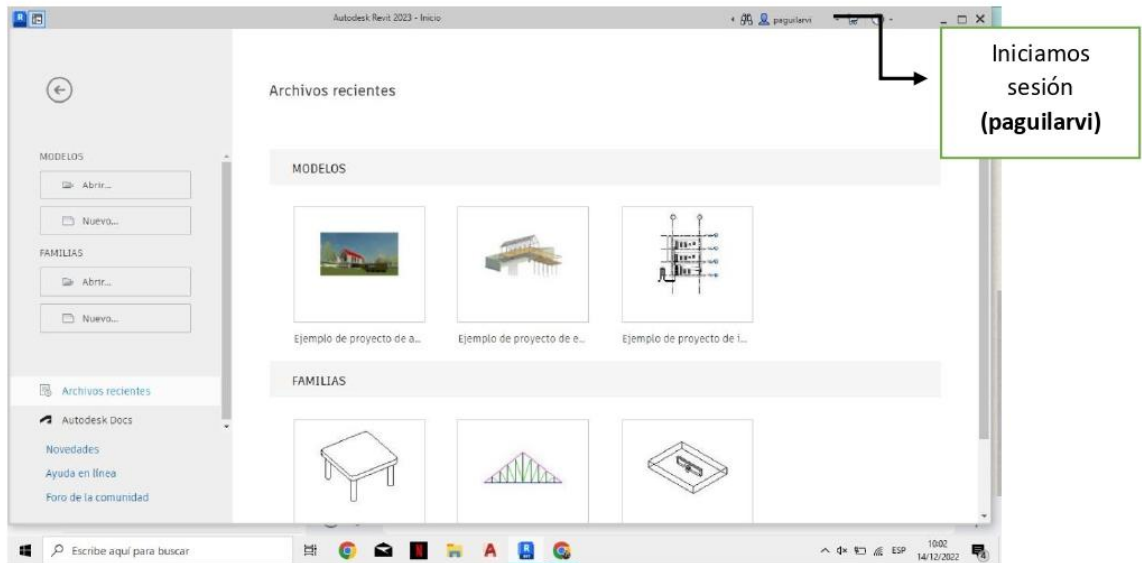 Autodesk Revit 2023 - Inicio
paguilarvi
Iniciamos
sesión
(paguilarvi)
Archivos recientes
MODELOS
Abrir...
Nuevo...
FAMILIAS
Abrir...
Nuevo...
Archivos recientes
Autodesk Docs
Novedades
Ayuda en línea
Foro de la comunidad
MODELOS
Ejemplo de proyecto de a...
Ejemplo de proyecto de e...
Ejemplo de proyecto de i...
FAMILIAS
Escribe aquí para buscar
ESP
10:02
14/12/2022